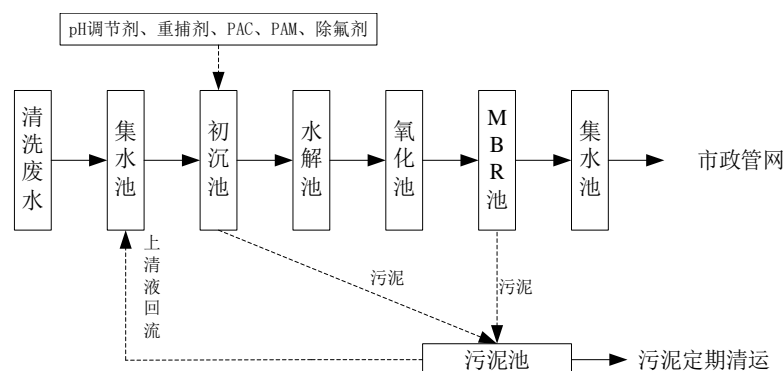 pH调节剂、重捕剂、PAC、PAM、除氟剂
清洗废水
集水池
初沉池
水解池
氧化池
MBR池
集水池
市政管网
上清液回流
污泥
污泥
污泥池
污泥定期清运